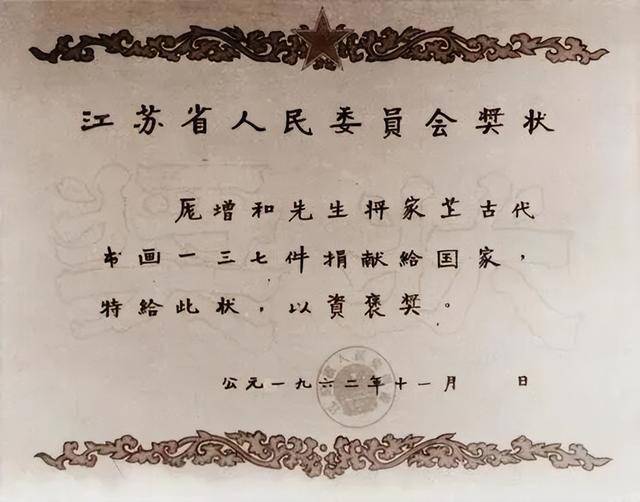 江苏省人民委員会奬状
厐增和先生将家芷古代
书画一三七件捐献給国家，
特給此状，以資褒奬。
公元一九六二年十一月 日